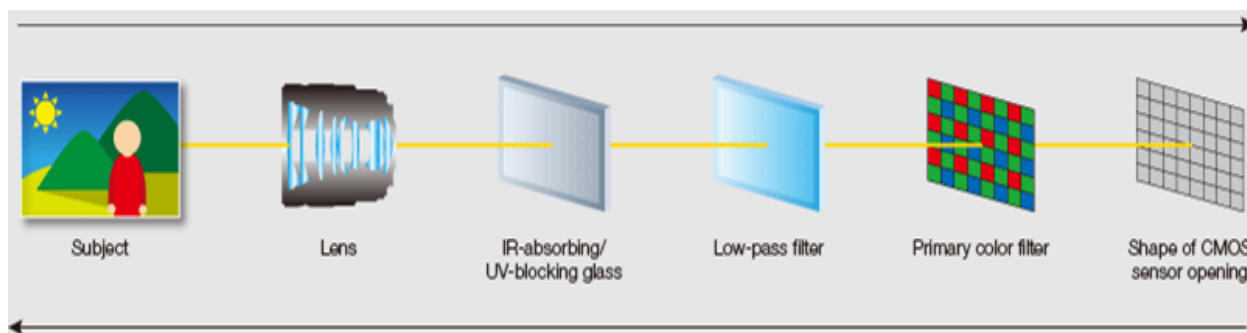 Subject
Lens
IR-absorbing/
UV-blocking glass
Low-pass filter
Primary color filter
Shape of CMOS
sensor opening